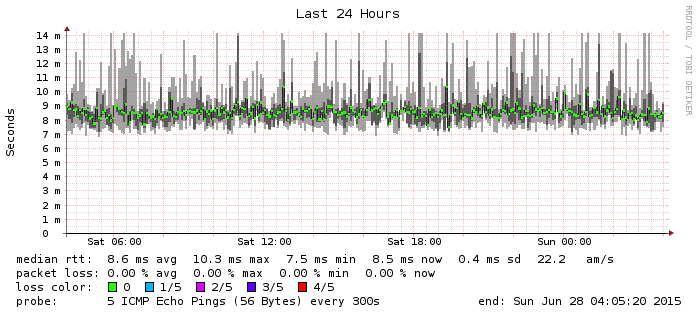 Last 24 Hours
RRDTOOL / TOBI OETIKER
Seconds
14 m
13 m
12 m
11 m
10 m
9 m
8 m
7 m
6 m
5 m
4 m
3 m
2 m
1 m
0
Sat 06:00 Sat 12:00 Sat 18:00 Sun 00:00
median rtt: 8.6 ms avg 10.3 ms max 7.5 ms min 8.5 ms now 0.4 ms sd 22.2 am/s
packet loss: 0.00 % avg 0.00 % max 0.00 % min 0.00 % now
loss color: 0 1/5 2/5 3/5 4/5
probe: 5 ICMP Echo Pings (56 Bytes) every 300s end: Sun Jun 28 04:05:20 2015